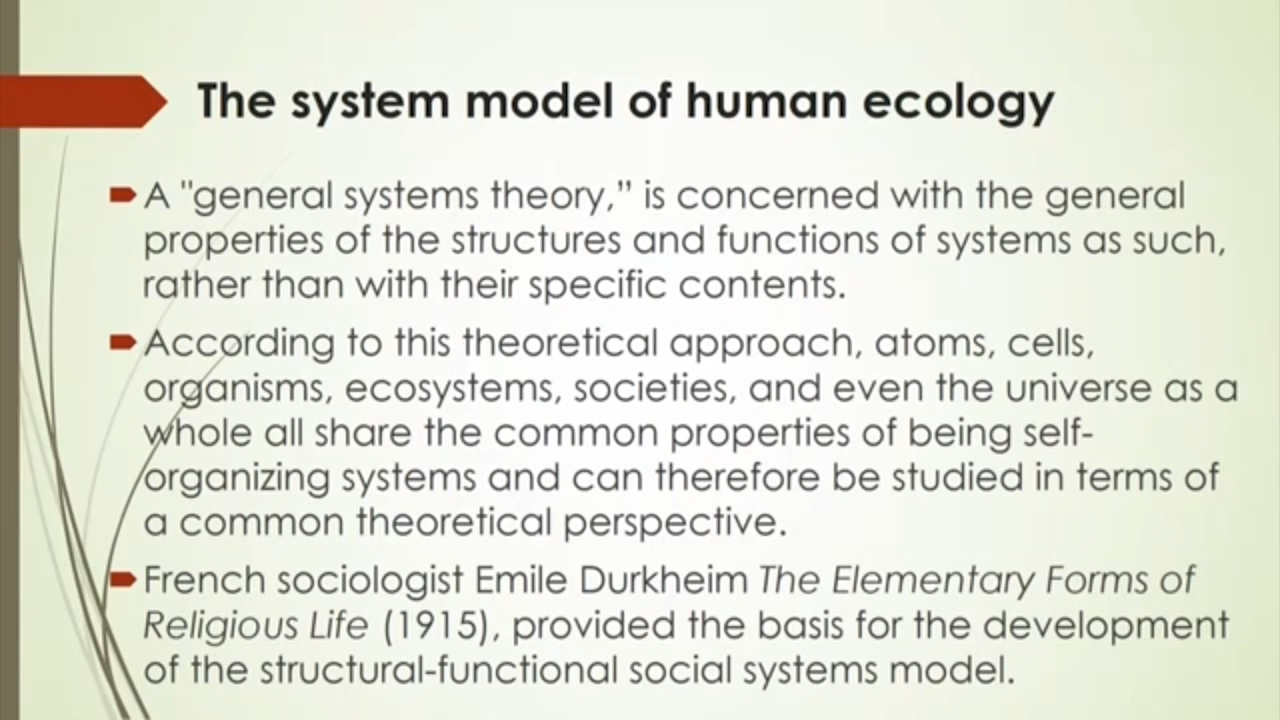 The system model of human ecology
A "general systems theory,” is concerned with the general
properties of the structures and functions of systems as such,
rather than with their specific contents.
According to this theoretical approach, atoms, cells,
organisms, ecosystems, societies, and even the universe as a
whole all share the common properties of being self-
organizing systems and can therefore be studied in terms of
a common theoretical perspective.
French sociologist Emile Durkheim The Elementary Forms of
Religious Life (1915), provided the basis for the development
of the structural-functional social systems model.